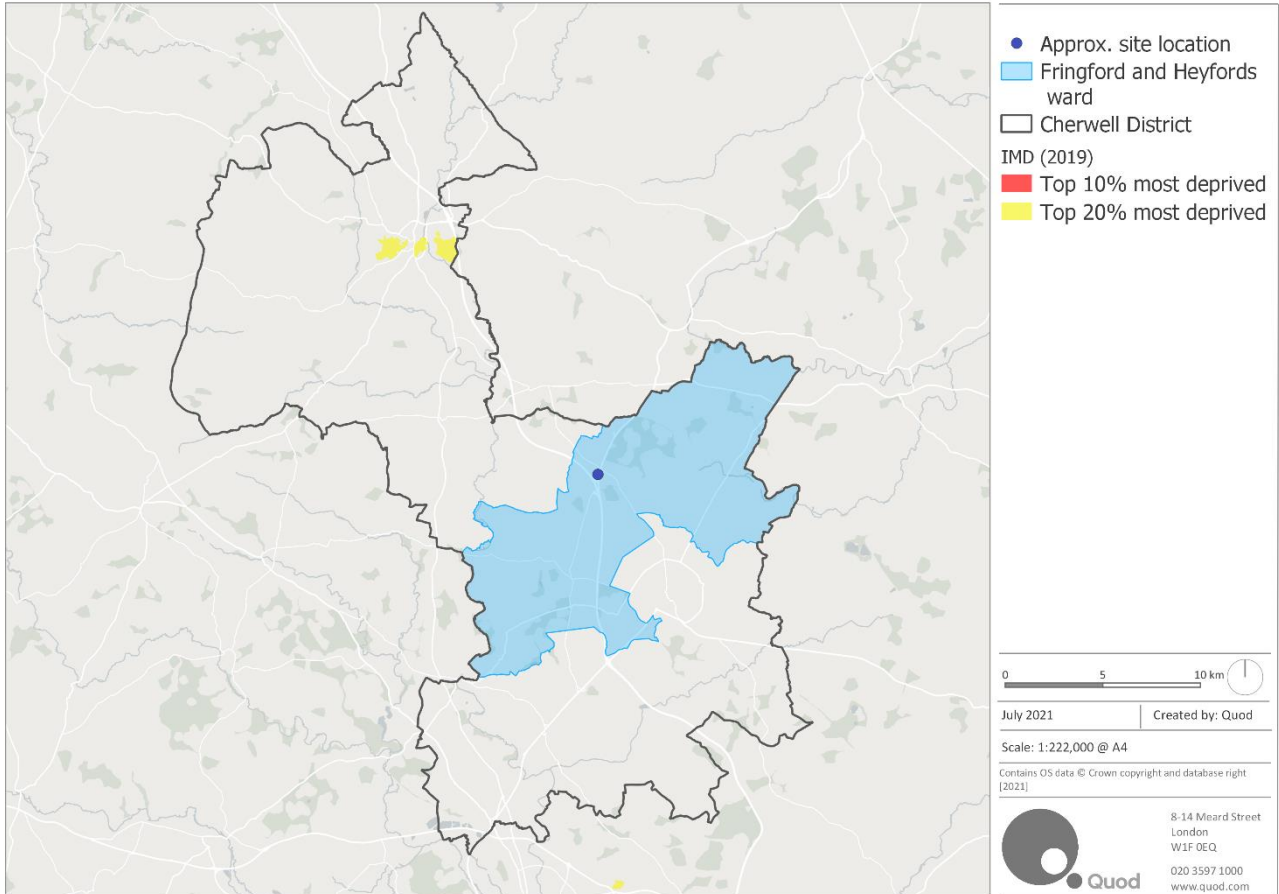 Approx. site location
Fringford and Heyfords
ward
Cherwell District
IMD (2019)
Top 10% most deprived
Top 20% most deprived
0 5 10 km
July 2021 Created by: Quod
Scale: 1:222,000 @ A4
Contains OS data © Crown copyright and database right
[2021]
8-14 Meard Street
London
W1F 0EQ
020 3597 1000
www.quod.com
Quod